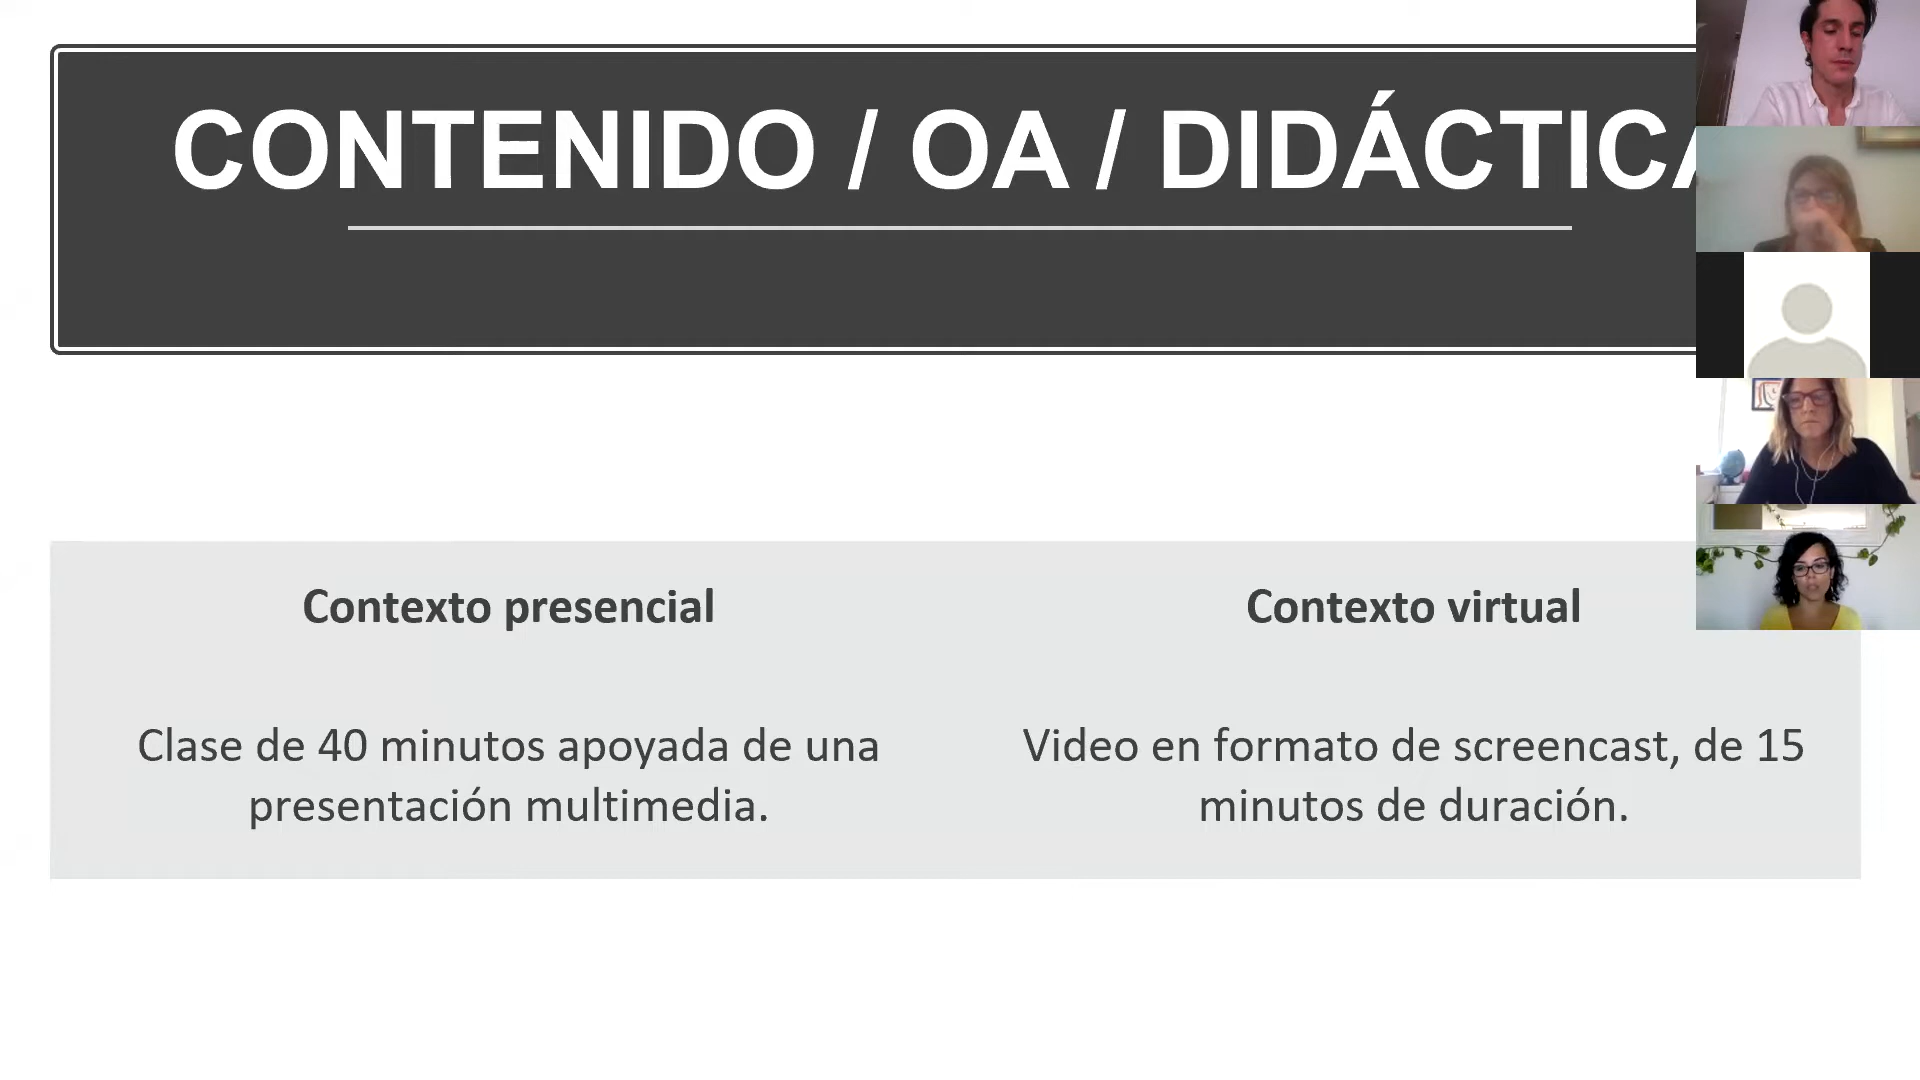 CONTENIDO / OA / DIDÁCTICA
Contexto presencial
Clase de 40 minutos apoyada de una
presentación multimedia.
Contexto virtual
Video en formato de screencast, de 15
minutos de duración.